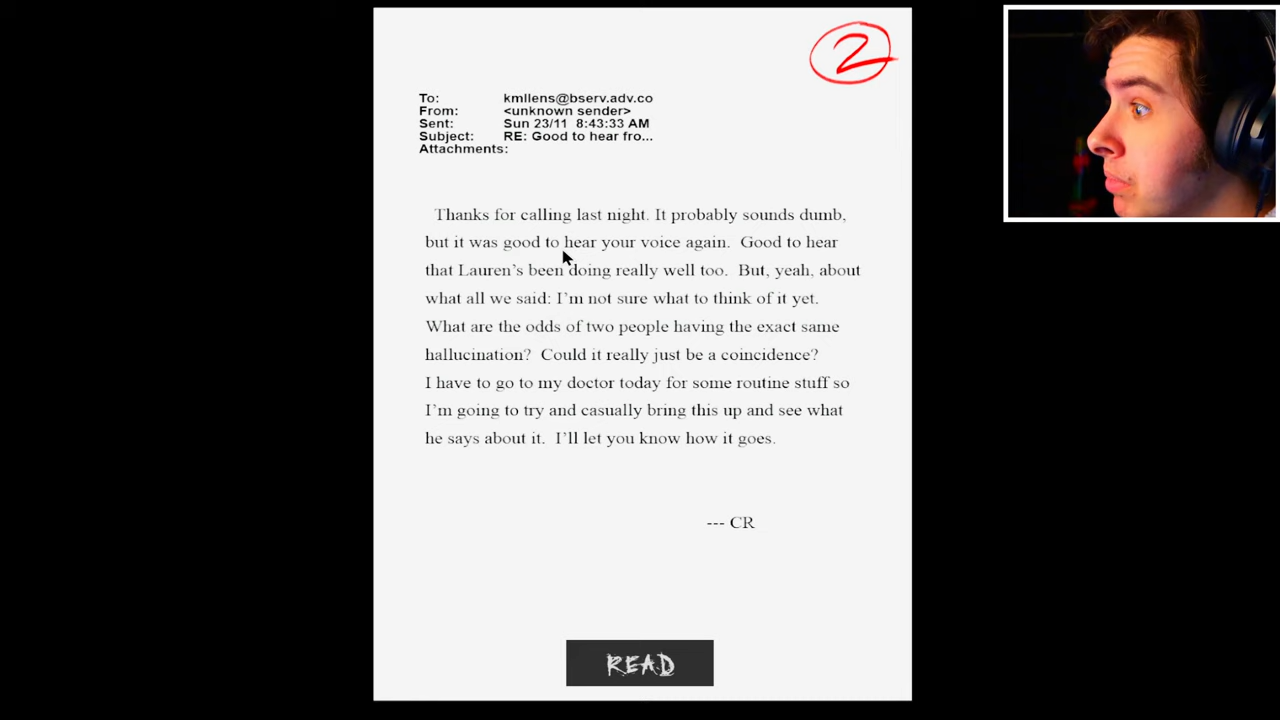 2
To: kmllens@bserv.adv.co
From: <unknown sender>
Sent: Sun 23/11 8:43:33 AM
Subject: RE: Good to hear fro...
Attachments:
Thanks for calling last night. It probably sounds dumb,
but it was good to hear your voice again. Good to hear
that Lauren's been doing really well too. But, yeah, about
what all we said: I'm not sure what to think of it yet.
What are the odds of two people having the exact same
hallucination? Could it really just be a coincidence?
I have to go to my doctor today for some routine stuff so
I'm going to try and casually bring this up and see what
he says about it. I'll let you know how it goes.
--- CR
READ